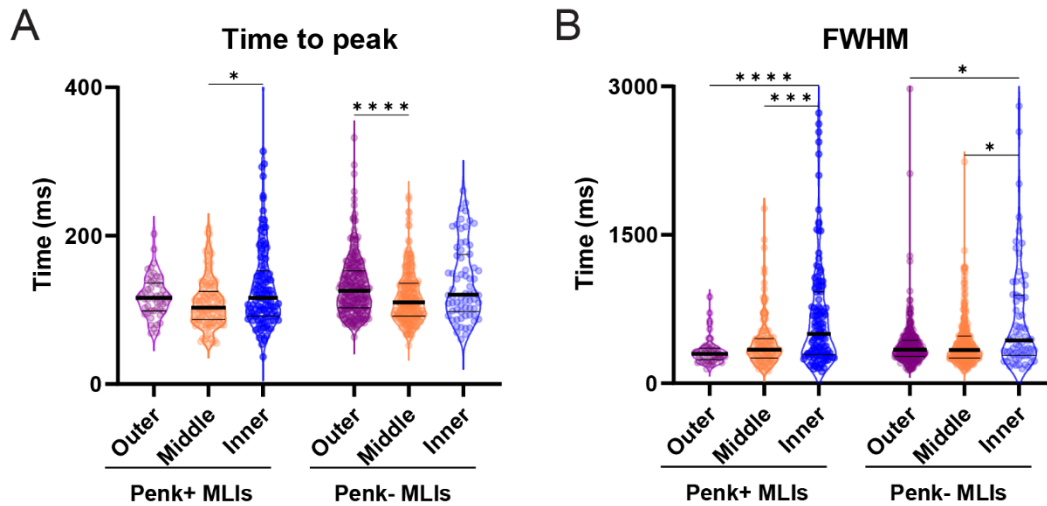 A
Time to peak
Time (ms)
400
200
0
*
****
Outer
Middle
Inner
Outer
Middle
Inner
Penk+ MLIs
Penk- MLIs
B
FWHM
Time (ms)
3000
1500
0
****
***
*
*
Outer
Middle
Inner
Outer
Middle
Inner
Penk+ MLIs
Penk- MLIs